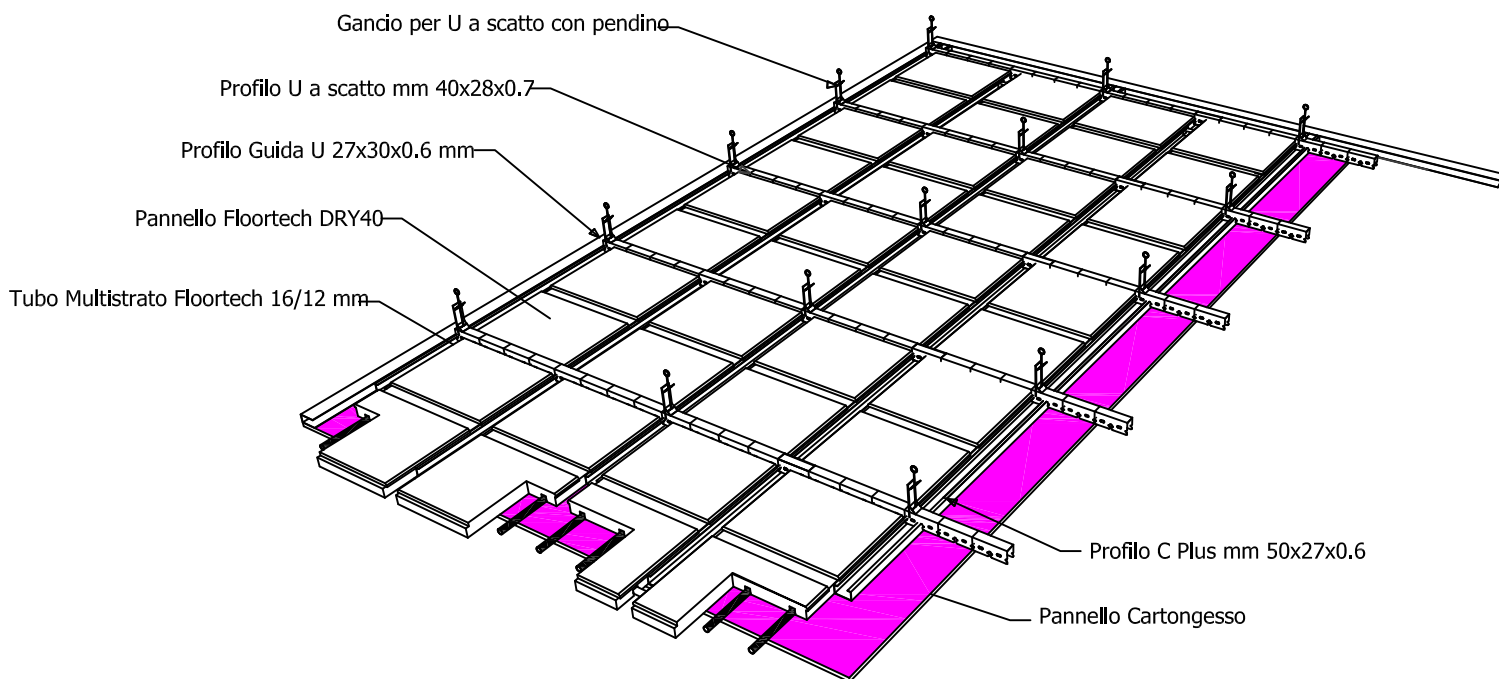 Gancio per U a scatto con pendino
Profilo U a scatto mm 40x28x0.7
Profilo Guida U 27x30x0.6 mm
Pannello Floortech DRY40
Tubo Multistrato Floortech 16/12 mm
Profilo C Plus mm 50x27x0.6
Pannello Cartongesso